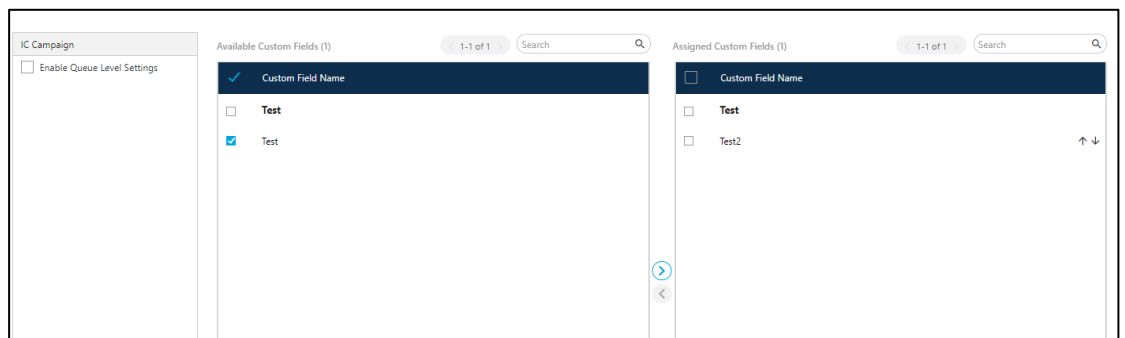 IC Campaign
Enable Queue Level Settings
Available Custom Fields (1)
1-1 of 1
Search
Custom Field Name
Test
Test
Assigned Custom Fields (1)
1-1 of 1
Search
Custom Field Name
Test
Test2